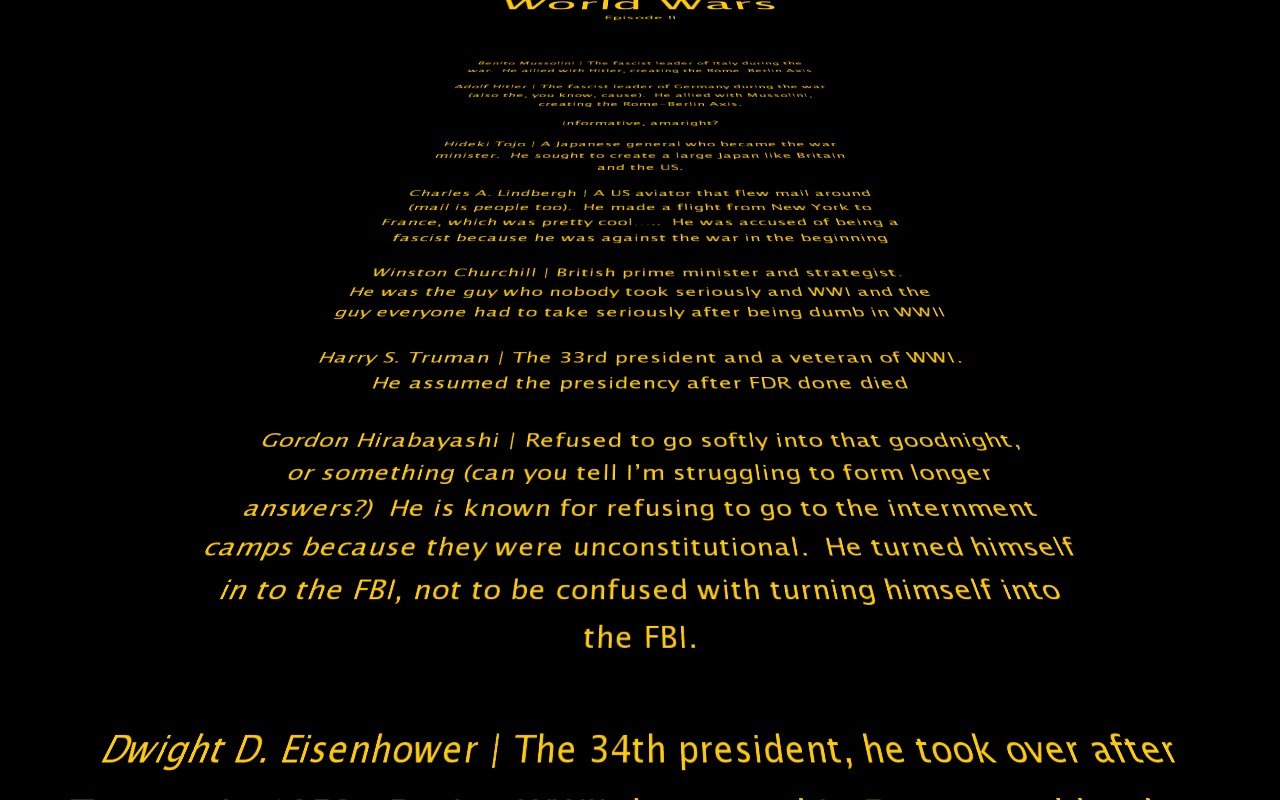 World Wars
Episode II
Benito Mussolini | The fascist leader of Italy during the
war. He allied with Hitler, creating the Rome-Berlin Axis
Adolf Hitler | The fascist leader of Germany during the war
(also the, you know, cause). He allied with Mussolini,
creating the Rome-Berlin Axis.
informative, amaright?
Hideki Tojo | A Japanese general who became the war
minister. He sought to create a large Japan like Britain
and the US.
Charles A. Lindbergh | A US aviator that flew mail around
(mail is people too). He made a flight from New York to
France, which was pretty cool..... He was accused of being a
fascist because he was against the war in the beginning
Winston Churchill | British prime minister and strategist.
He was the guy who nobody took seriously and WWI and the
guy everyone had to take seriously after being dumb in WWII
Harry S. Truman | The 33rd president and a veteran of WWI.
He assumed the presidency after FDR done died
Gordon Hirabayashi | Refused to go softly into that goodnight,
or something (can you tell I’m struggling to form longer
answers?) He is known for refusing to go to the internment
camps because they were unconstitutional. He turned himself
in to the FBI, not to be confused with turning himself into
the FBI.
Dwight D. Eisenhower | The 34th president, he took over after